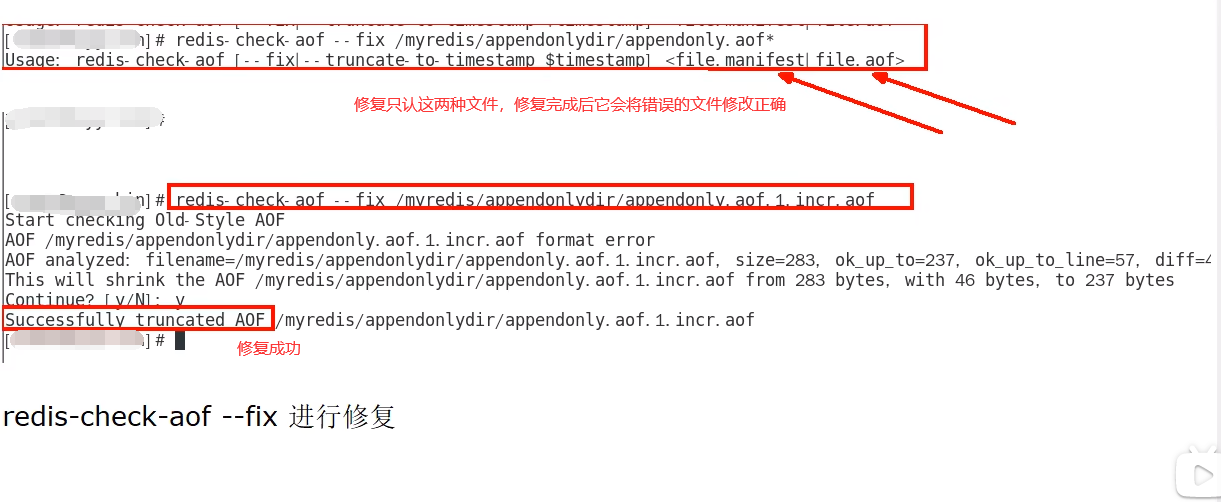 [ ]# redis-check-aof --fix /myredis/appendonlydir/appendonly.aof*
Usage: redis-check-aof [--fix|--truncate-to-timestamp $timestamp] <file.manifest|file.aof>
修复只认这两种文件，修复完成后它会将错误的文件修改正确
[ ]# redis-check-aof --fix /myredis/appendonlydir/appendonly.aof.1.incr.aof
Start checking Old-Style AOF
AOF /myredis/appendonlydir/appendonly.aof.1.incr.aof format error
AOF analyzed: filename=/myredis/appendonlydir/appendonly.aof.1.incr.aof, size=283, ok_up_to=237, ok_up_to_line=57, diff=4
This will shrink the AOF /myredis/appendonlydir/appendonly.aof.1.incr.aof from 283 bytes, with 46 bytes, to 237 bytes
Continue? [y/N]: y
Successfully truncated AOF /myredis/appendonlydir/appendonly.aof.1.incr.aof
[ ]#
修复成功
redis-check-aof --fix 进行修复